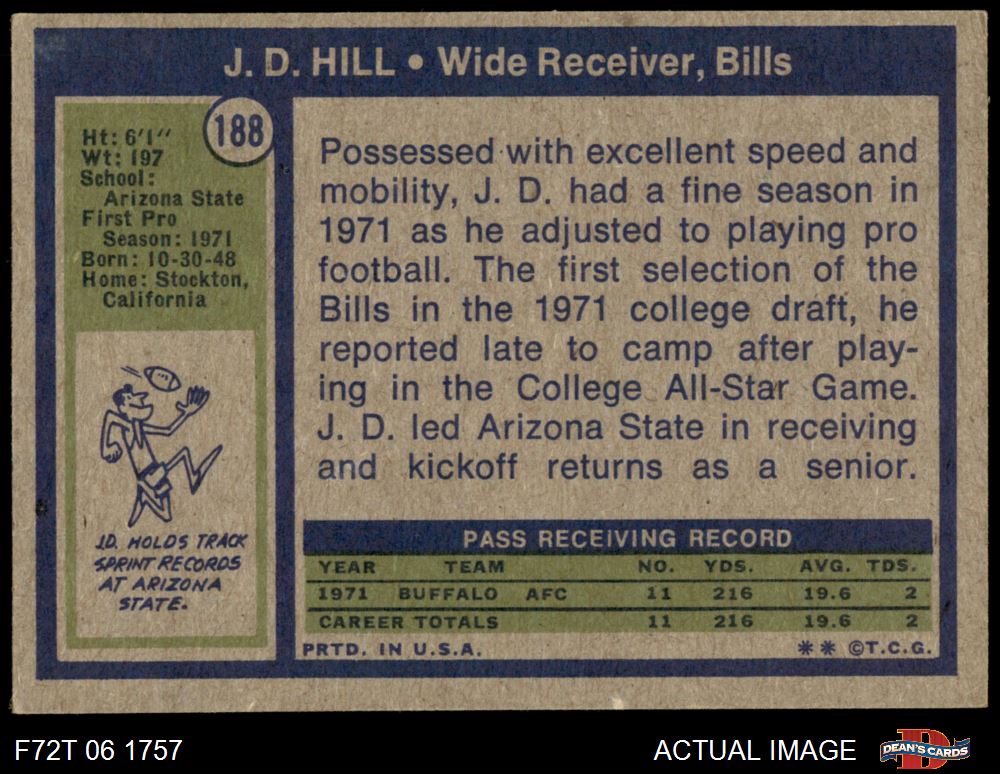 J. D. HILL • Wide Receiver, Bills
188
Ht: 6'1''
Wt: 197
School:
Arizona State
First Pro
Season: 1971
Born: 10-30-48
Home: Stockton,
California
J.D. HOLDS TRACK
SPRINT RECORDS
AT ARIZONA
STATE.
Possessed with excellent speed and
mobility, J. D. had a fine season in
1971 as he adjusted to playing pro
football. The first selection of the
Bills in the 1971 college draft, he
reported late to camp after play-
ing in the College All-Star Game.
J. D. led Arizona State in receiving
and kickoff returns as a senior.
PASS RECEIVING RECORD
YEAR TEAM NO. YDS. AVG. TDS.
1971 BUFFALO AFC 11 216 19.6 2
CAREER TOTALS 11 216 19.6 2
PRTD. IN U.S.A. ** ©T.C.G.
F72T 06 1757 ACTUAL IMAGE DEAN'S CARDS